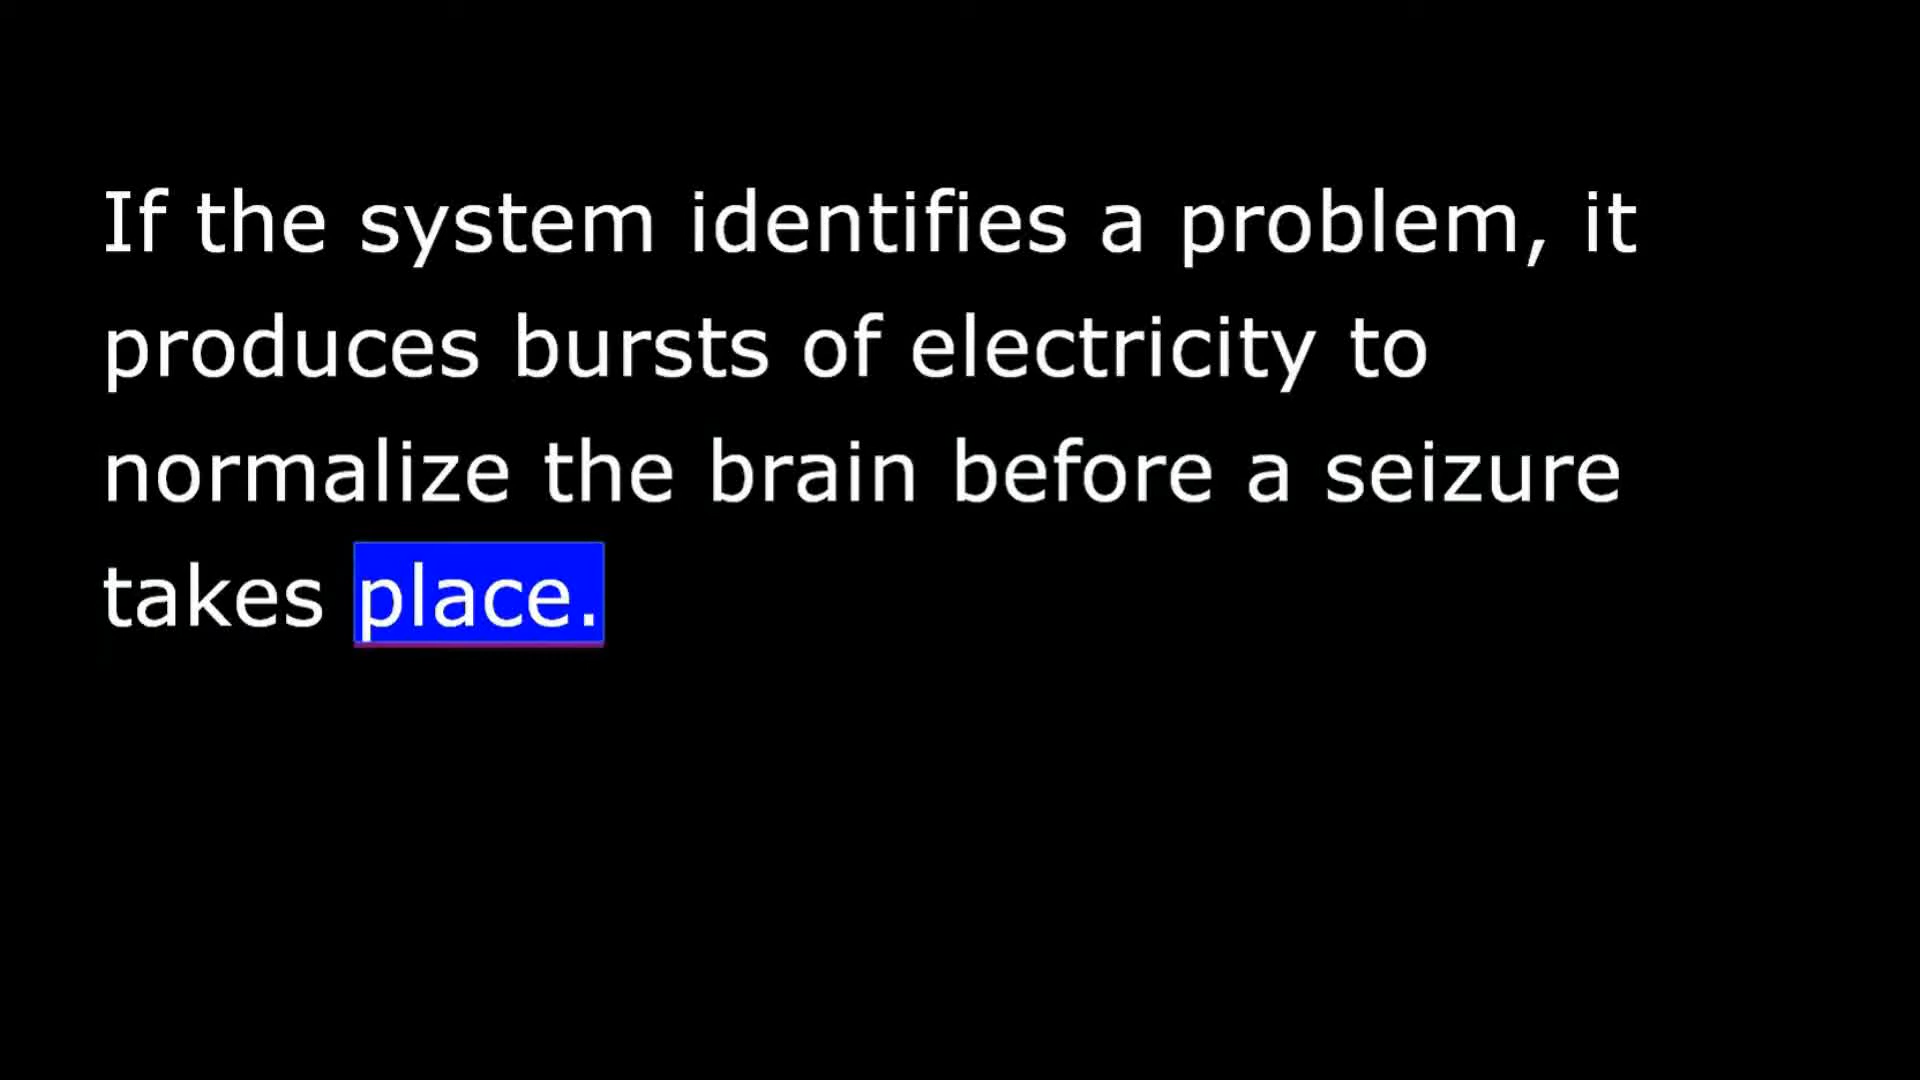 If the system identifies a problem, it
produces bursts of electricity to
normalize the brain before a seizure
takes place.